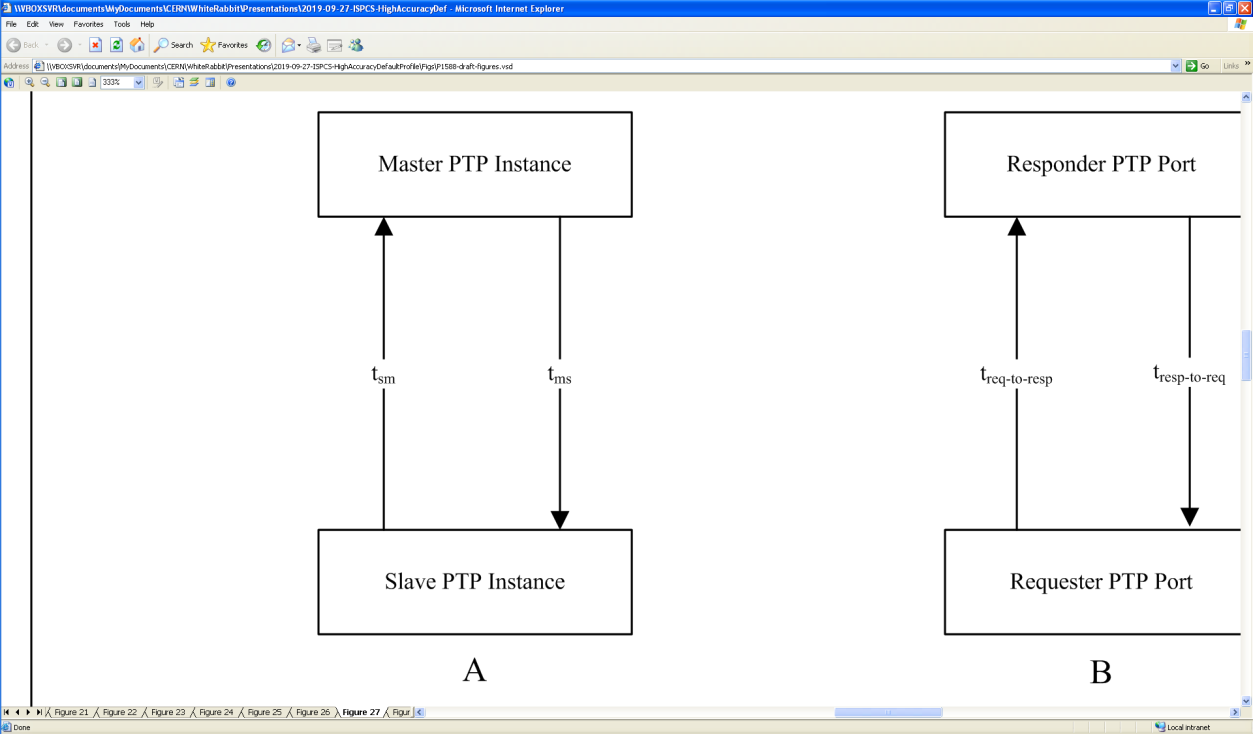 \\VBOXSVR\documents\MyDocuments\CERN\WhiteRabbit\Presentations\2019-09-27-ISPCS-HighAccuracyDef - Microsoft Internet Explorer
File Edit View Favorites Tools Help
Back Search Favorites
Address \\VBOXSVR\documents\MyDocuments\CERN\WhiteRabbit\Presentations\2019-09-27-ISPCS-HighAccuracyDefaultProfile\Figs\P1588-draft-figures.vsd Go Links »
333%
Master PTP Instance Responder PTP Port
tsm tms treq-to-resp tresp-to-req
Slave PTP Instance Requester PTP Port
A B
Figure 21 Figure 22 Figure 23 Figure 24 Figure 25 Figure 26 Figure 27 Figur
Done Local intranet